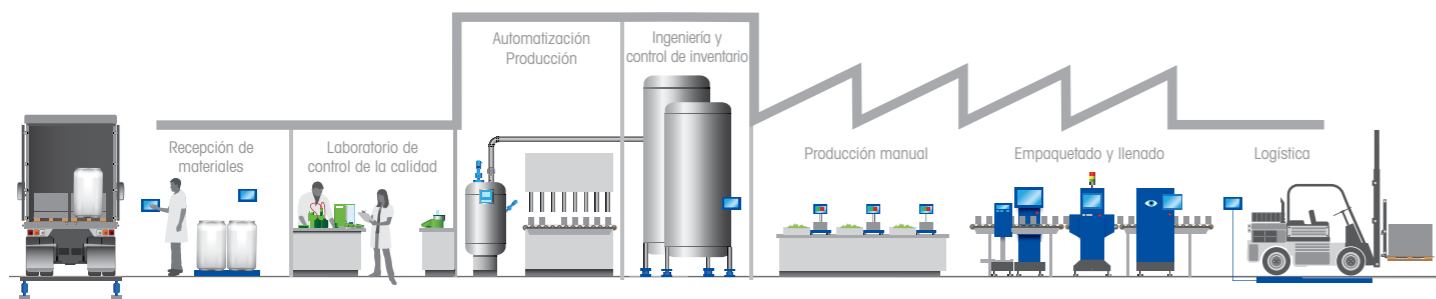 Recepción de
materiales
Laboratorio de
control de la calidad
Automatización
Producción
Ingeniería y
control de inventario
Producción manual
Empaquetado y llenado
Logística